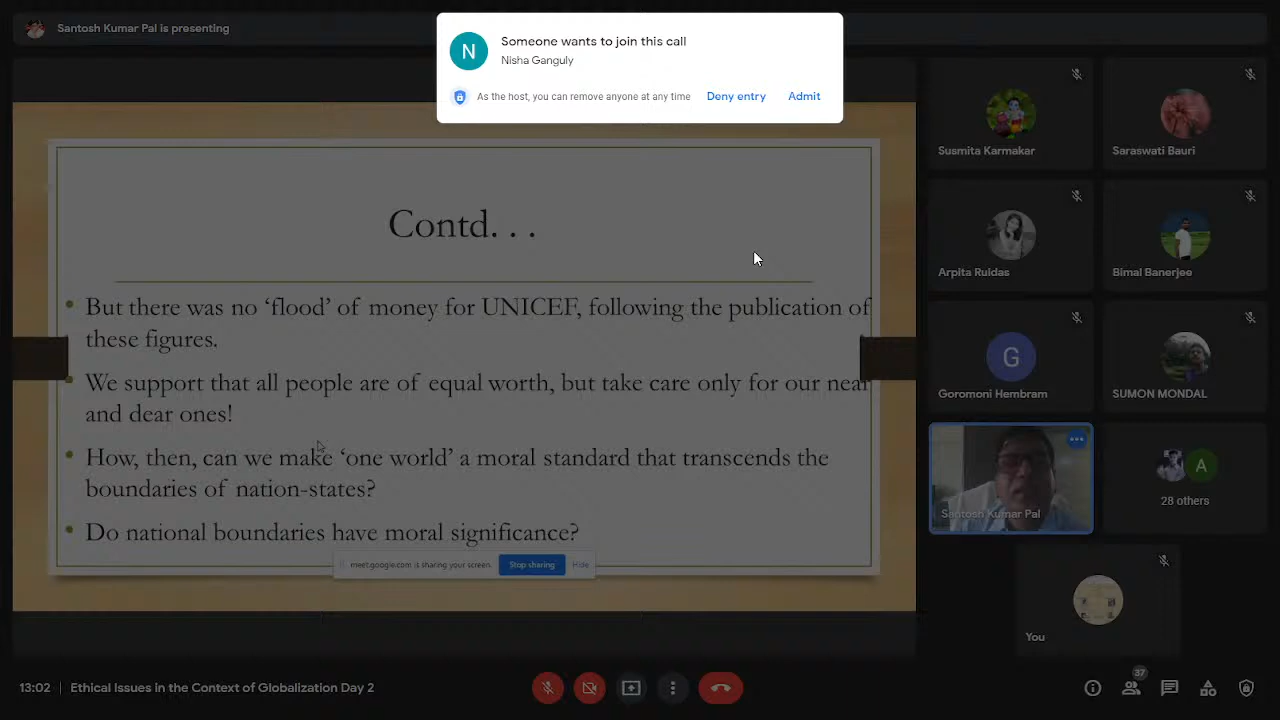 Santosh Kumar Pal is presenting
N
Someone wants to join this call
Nisha Ganguly
As the host, you can remove anyone at any time
Deny entry
Admit
Contd. . .
• But there was no ‘flood’ of money for UNICEF, following the publication of
these figures.
• We support that all people are of equal worth, but take care only for our near
and dear ones!
• How, then, can we make ‘one world’ a moral standard that transcends the
boundaries of nation-states?
• Do national boundaries have moral significance?
meet.google.com is sharing your screen.
Stop sharing
Hide
Susmita Karmakar
Saraswati Bauri
Arpita Ruidas
Bimal Banerjee
G
Goromoni Hembram
SUMON MONDAL
Santosh Kumar Pal
A
28 others
You
13:02 | Ethical Issues in the Context of Globalization Day 2
37